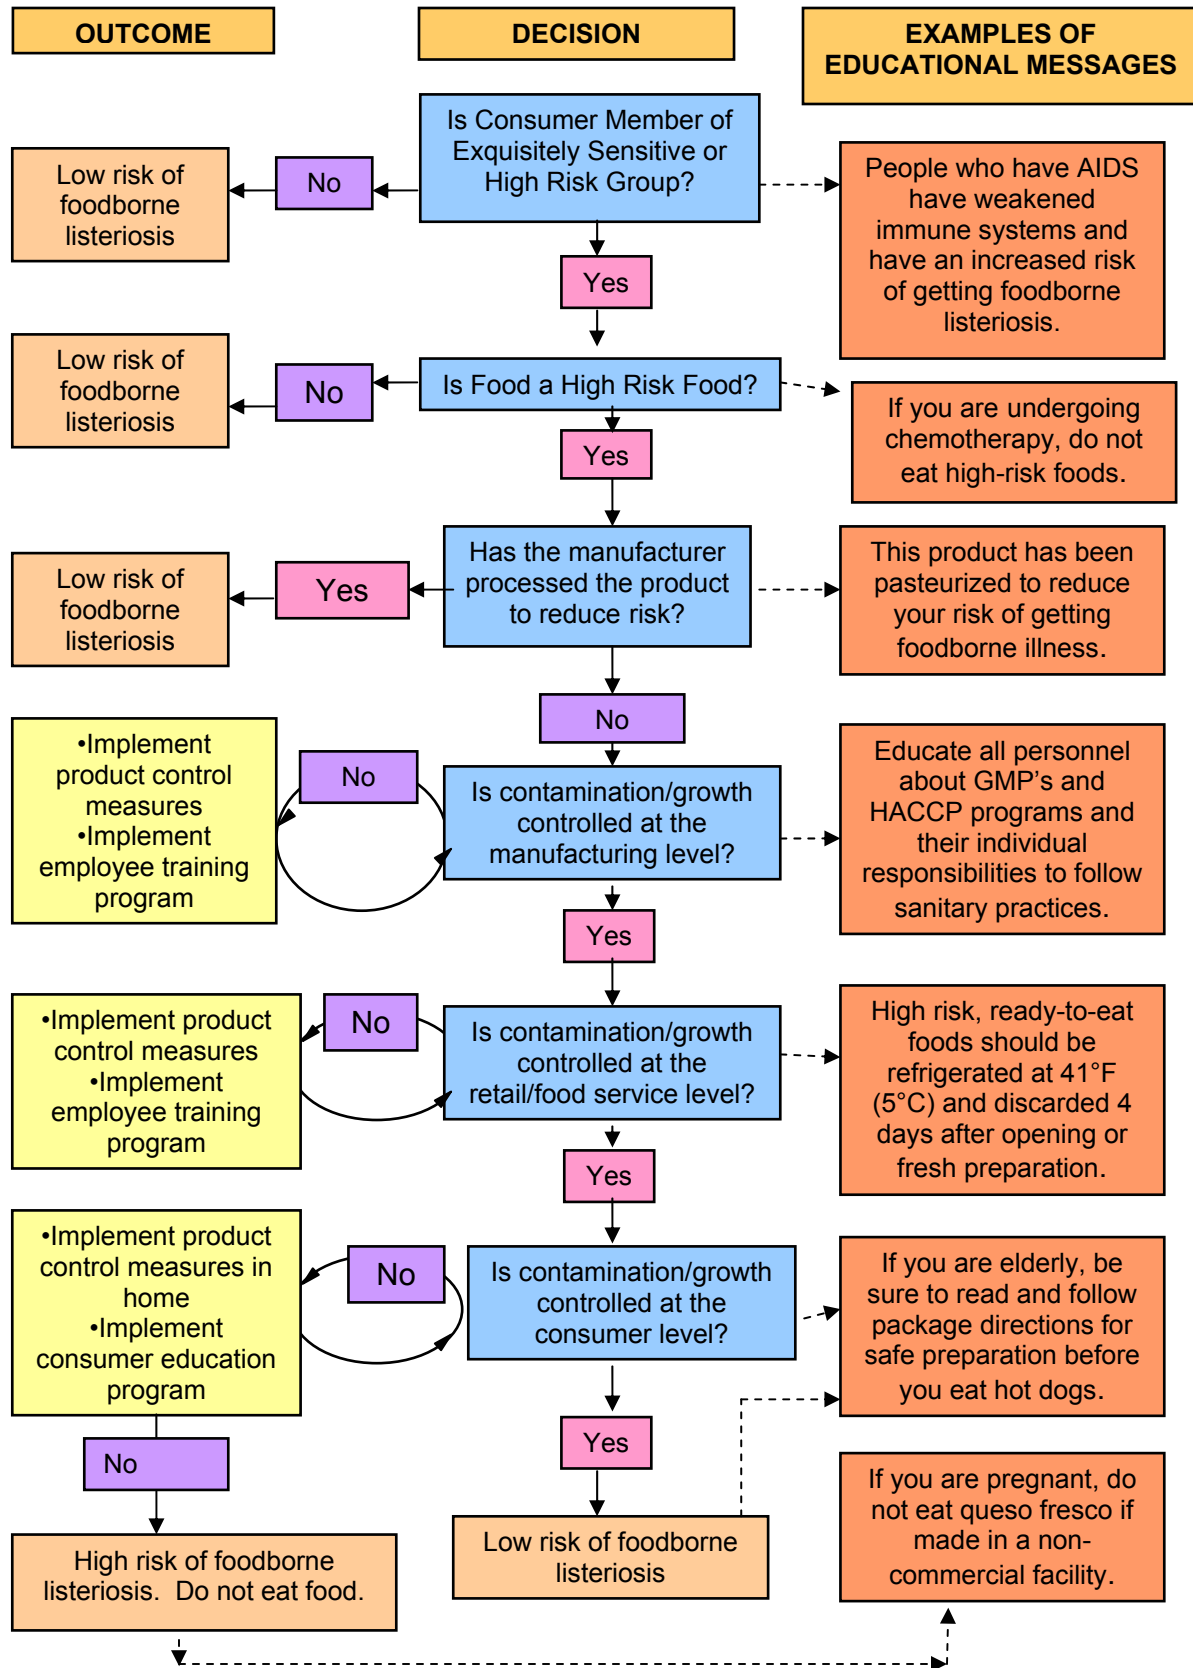 OUTCOME
DECISION
EXAMPLES OF
EDUCATIONAL MESSAGES
Is Consumer Member of
Exquisitely Sensitive or
High Risk Group?
No
Low risk of
foodborne
listeriosis
People who have AIDS
have weakened
immune systems and
have an increased risk
of getting foodborne
listeriosis.
Yes
Is Food a High Risk Food?
No
Low risk of
foodborne
listeriosis
If you are undergoing
chemotherapy, do not
eat high-risk foods.
Yes
Has the manufacturer
processed the product
to reduce risk?
Yes
Low risk of
foodborne
listeriosis
This product has been
pasteurized to reduce
your risk of getting
foodborne illness.
No
Is contamination/growth
controlled at the
manufacturing level?
No
•Implement
product control
measures
•Implement
employee training
program
Educate all personnel
about GMP's and
HACCP programs and
their individual
responsibilities to follow
sanitary practices.
Yes
Is contamination/growth
controlled at the
retail/food service level?
No
•Implement product
control measures
•Implement
employee training
program
High risk, ready-to-eat
foods should be
refrigerated at 41°F
(5°C) and discarded 4
days after opening or
fresh preparation.
Yes
Is contamination/growth
controlled at the
consumer level?
No
•Implement product
control measures in
home
•Implement
consumer education
program
If you are elderly, be
sure to read and follow
package directions for
safe preparation before
you eat hot dogs.
Yes
No
Low risk of foodborne
listeriosis
High risk of foodborne
listeriosis.  Do not eat food.
If you are pregnant, do
not eat queso fresco if
made in a non-
commercial facility.